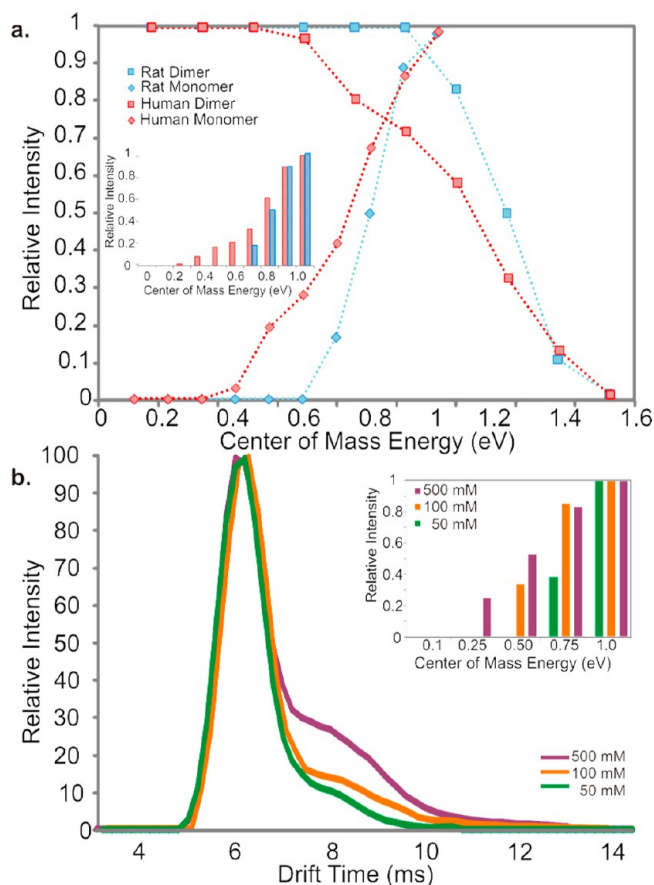 a.
1
0.9
0.8
0.7
0.6
0.5
0.4
0.3
0.2
0.1
0
Relative Intensity
Rat Dimer
Rat Monomer
Human Dimer
Human Monomer
1
0.8
0.6
0.4
0.2
0
Relative Intensity
0 0.2 0.4 0.6 0.8 1.0
Center of Mass Energy (eV)
0 0.2 0.4 0.6 0.8 1 1.2 1.4 1.6
Center of Mass Energy (eV)
b.
100
90
80
70
60
50
40
30
20
10
0
Relative Intensity
500 mM
100 mM
50 mM
1
0.8
0.6
0.4
0.2
0
Relative Intensity
0.1 0.25 0.50 0.75 1.0
Center of Mass Energy (eV)
500 mM
100 mM
50 mM
4 6 8 10 12 14
Drift Time (ms)